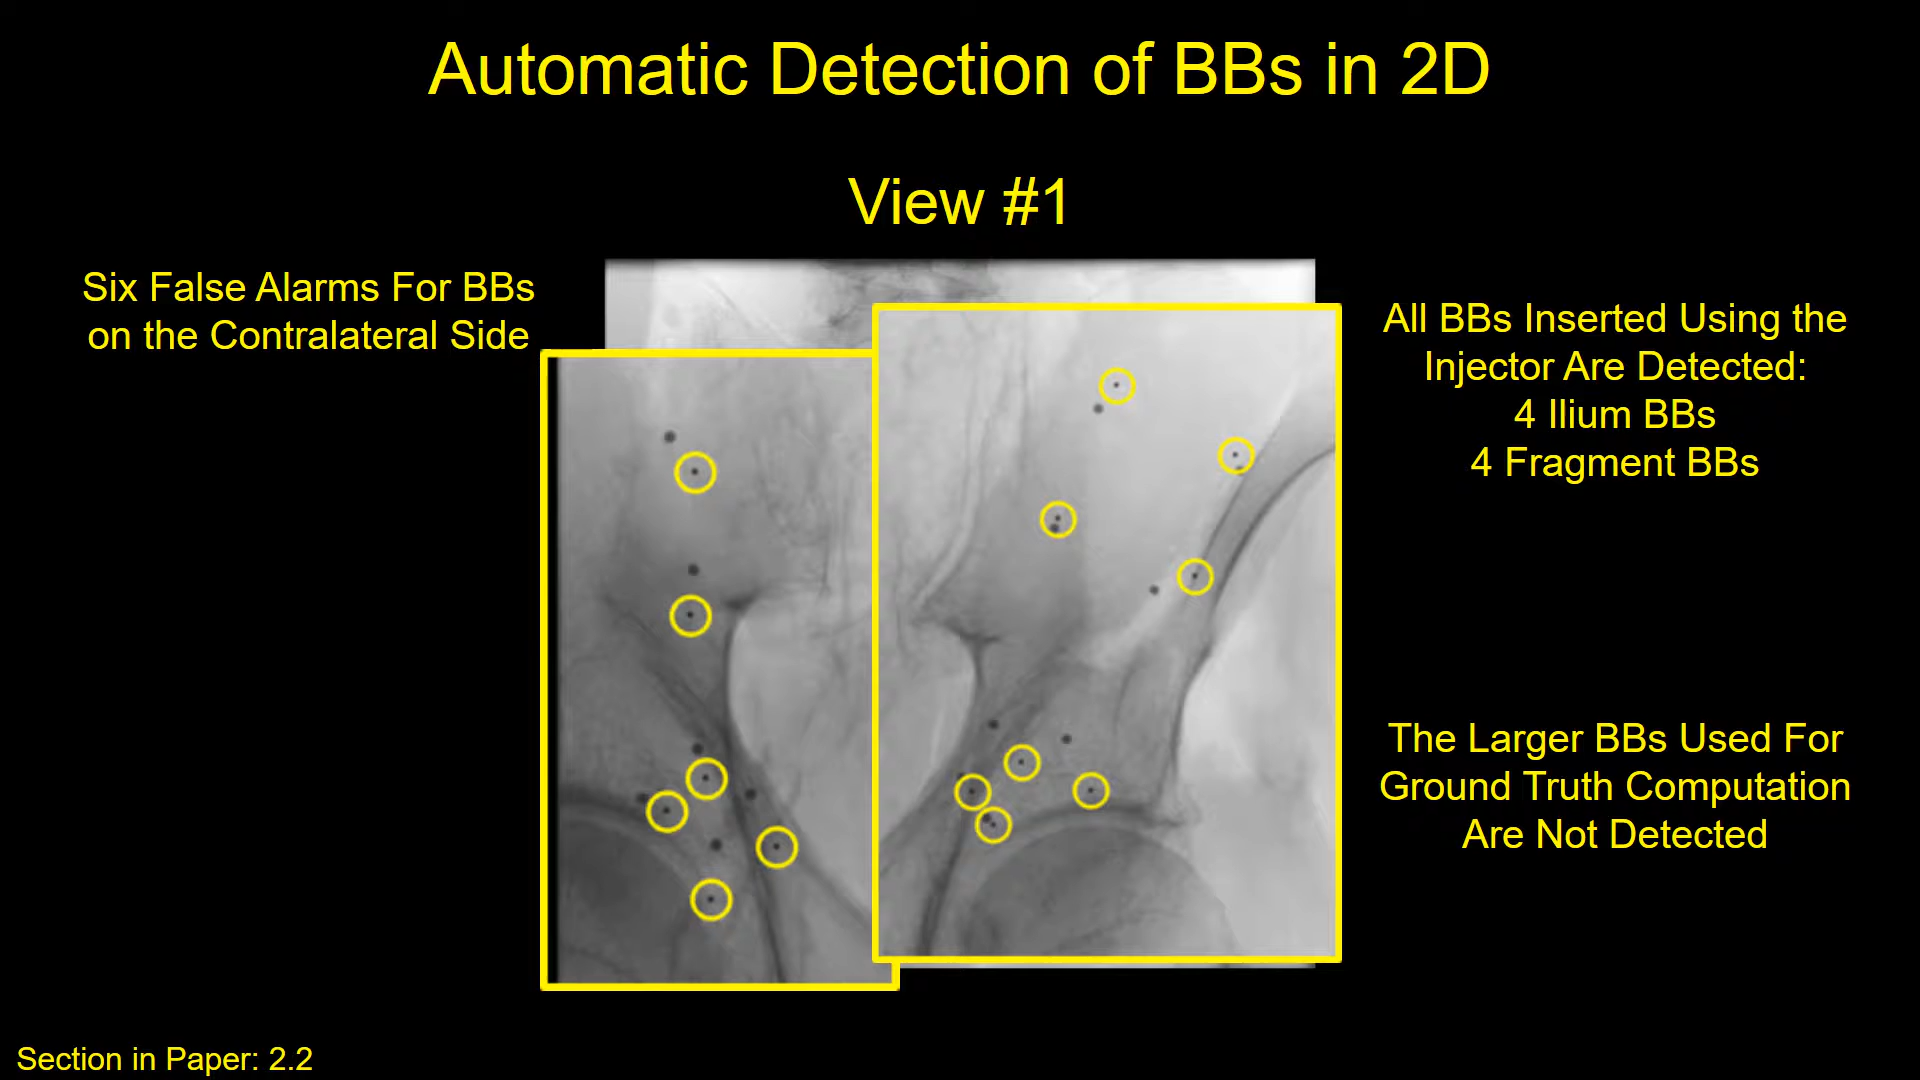 Automatic Detection of BBs in 2D
View #1
Six False Alarms For BBs
on the Contralateral Side
All BBs Inserted Using the
Injector Are Detected:
4 Ilium BBs
4 Fragment BBs
The Larger BBs Used For
Ground Truth Computation
Are Not Detected
Section in Paper: 2.2